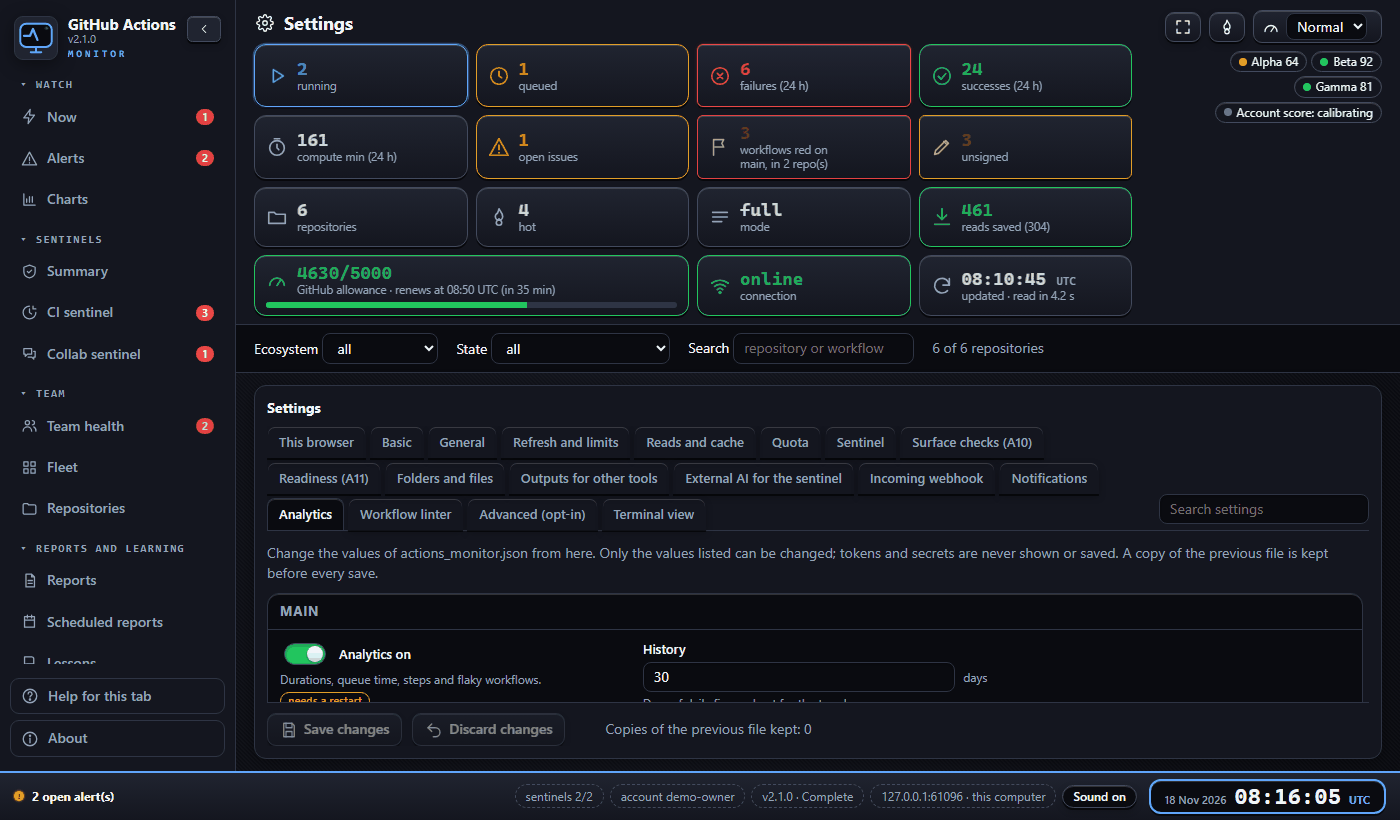 GitHub Actions
v2.1.0
MONITOR
WATCH
Now 1
Alerts 2
Charts
SENTINELS
Summary
CI sentinel 3
Collab sentinel 1
TEAM
Team health 2
Fleet
Repositories
REPORTS AND LEARNING
Reports
Scheduled reports
Lessons
Help for this tab
About
Settings
Normal
Alpha 64 Beta 92
Gamma 81
Account score: calibrating
2
running
1
queued
6
failures (24 h)
24
successes (24 h)
161
compute min (24 h)
1
open issues
3
workflows red on
main, in 2 repo(s)
3
unsigned
6
repositories
4
hot
full
mode
461
reads saved (304)
4630/5000
GitHub allowance · renews at 08:50 UTC (in 35 min)
online
connection
08:10:45 UTC
updated · read in 4.2 s
Ecosystem all State all Search repository or workflow 6 of 6 repositories
Settings
This browser Basic General Refresh and limits Reads and cache Quota Sentinel Surface checks (A10)
Readiness (A11) Folders and files Outputs for other tools External AI for the sentinel Incoming webhook Notifications
Analytics Workflow linter Advanced (opt-in) Terminal view Search settings
Change the values of actions_monitor.json from here. Only the values listed can be changed; tokens and secrets are never shown or saved. A copy of the previous file is kept
before every save.
MAIN
Analytics on
Durations, queue time, steps and flaky workflows.
needs a restart
History
30 days
Save changes Discard changes Copies of the previous file kept: 0
2 open alert(s) sentinels 2/2 account demo-owner v2.1.0 · Complete 127.0.0.1:61096 · this computer Sound on 18 Nov 2026 08:16:05 UTC